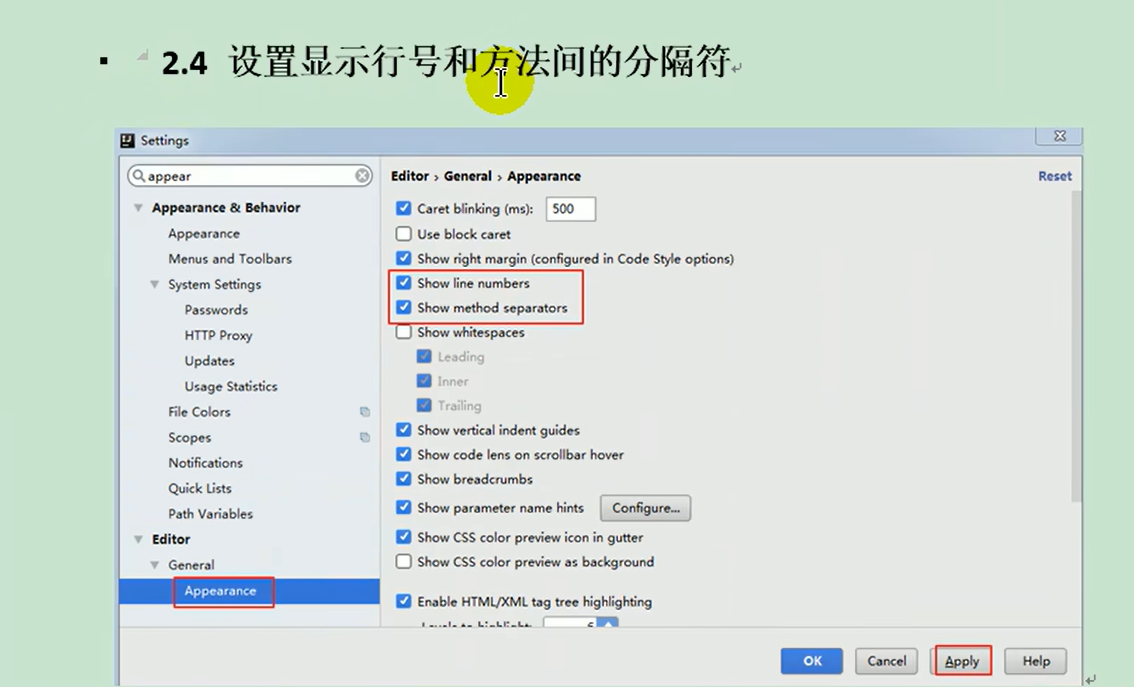 2.4 设置显示行号和方法间的分隔符
Settings
appear
Appearance & Behavior
Appearance
Menus and Toolbars
System Settings
Passwords
HTTP Proxy
Updates
Usage Statistics
File Colors
Scopes
Notifications
Quick Lists
Path Variables
Editor
General
Appearance
Editor › General › Appearance
Reset
Caret blinking (ms): 500
Use block caret
Show right margin (configured in Code Style options)
Show line numbers
Show method separators
Show whitespaces
Leading
Inner
Trailing
Show vertical indent guides
Show code lens on scrollbar hover
Show breadcrumbs
Show parameter name hints Configure...
Show CSS color preview icon in gutter
Show CSS color preview as background
Enable HTML/XML tag tree highlighting
Levels to highlight: 6
OK Cancel Apply Help